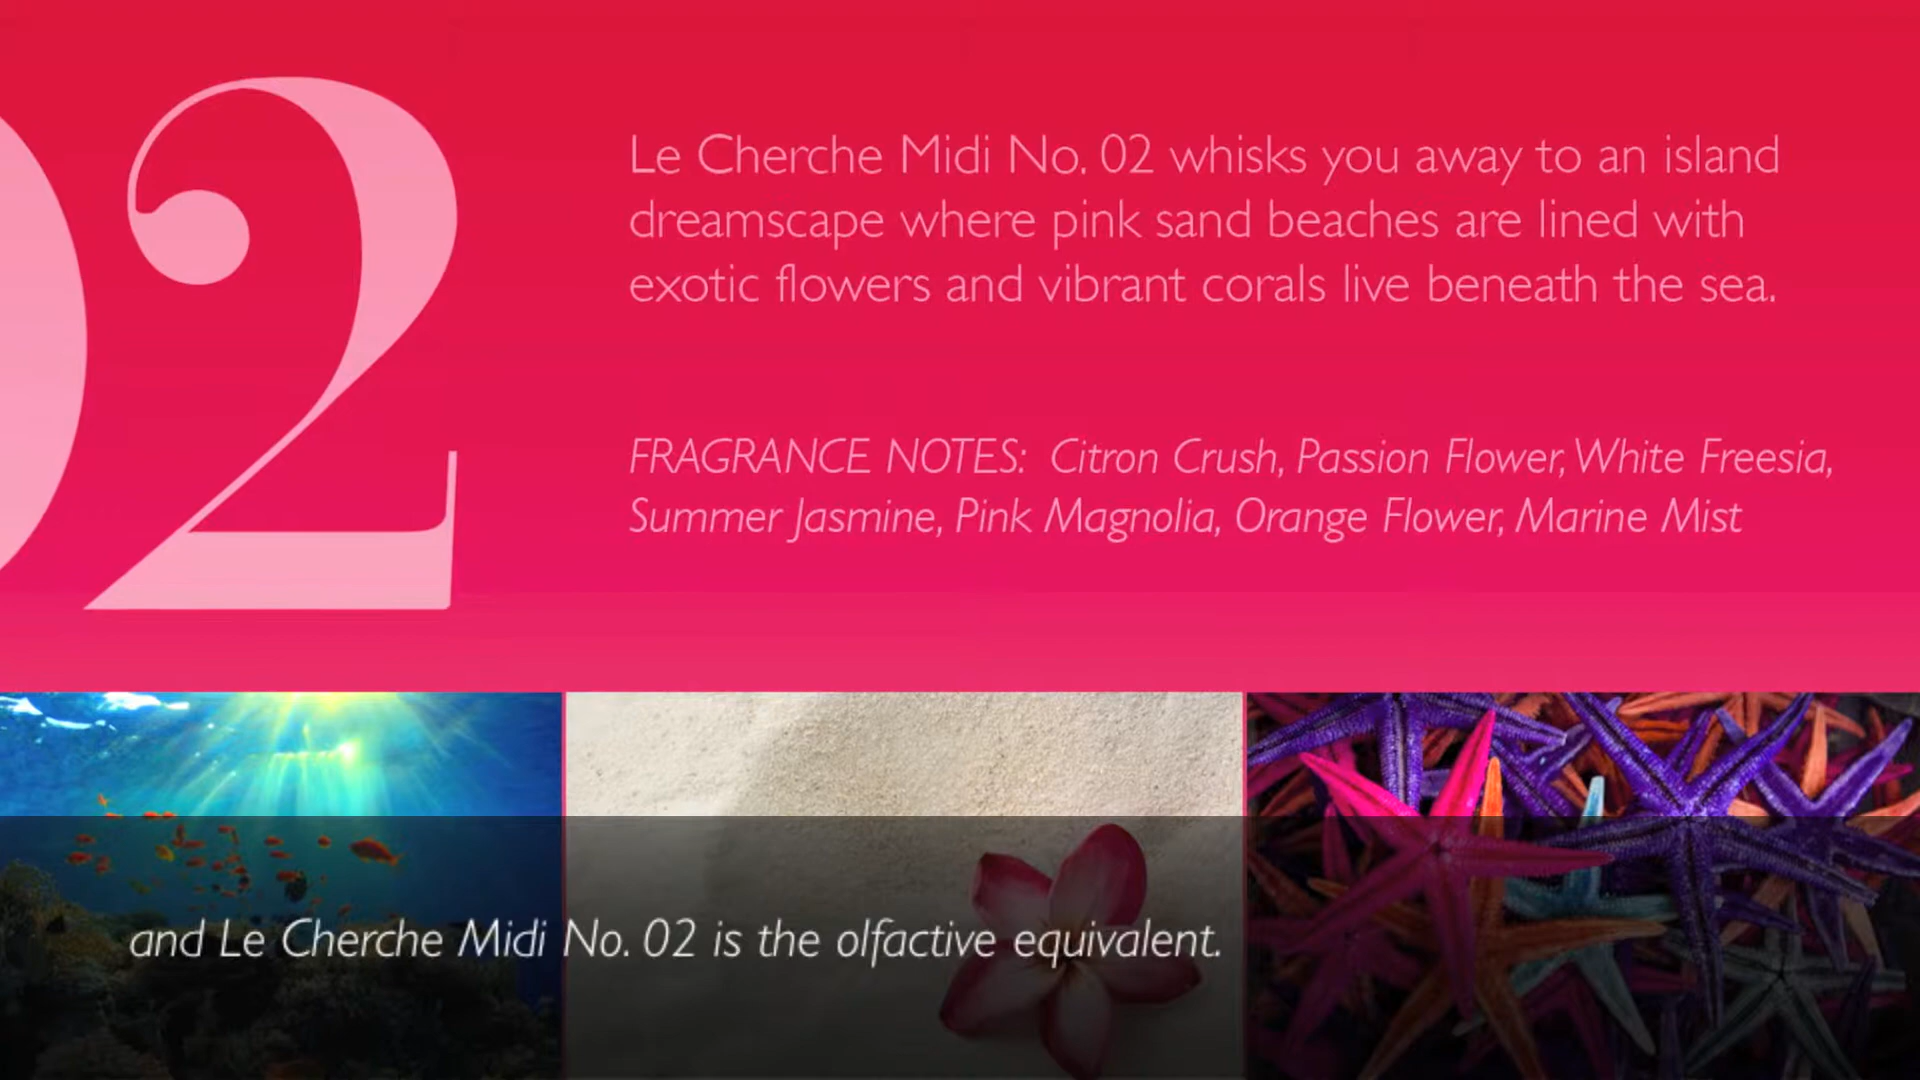 02
Le Cherche Midi No. 02 whisks you away to an island
dreamscape where pink sand beaches are lined with
exotic flowers and vibrant corals live beneath the sea.
FRAGRANCE NOTES: Citron Crush, Passion Flower, White Freesia,
Summer Jasmine, Pink Magnolia, Orange Flower, Marine Mist
and Le Cherche Midi No. 02 is the olfactive equivalent.